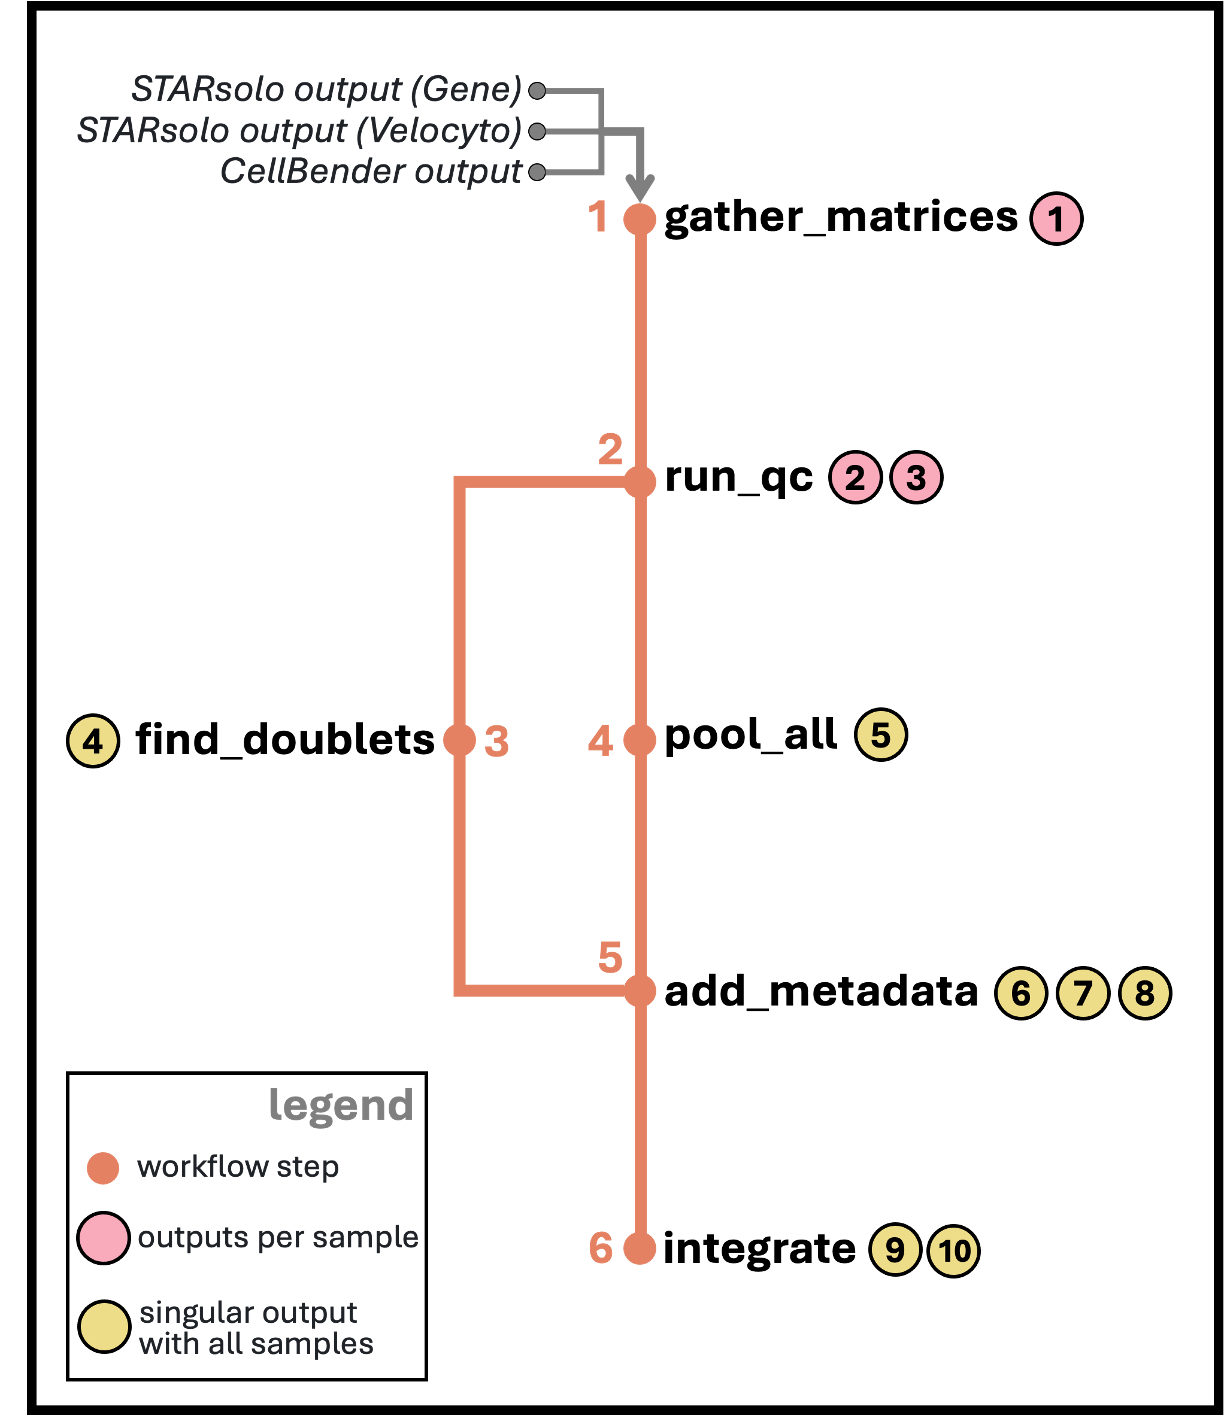 STARsolo output (Gene)
STARsolo output (Velocyto)
CellBender output
1 gather_matrices 1
2
run_qc 2 3
4 find_doublets 3
4 pool_all 5
5
add_metadata 6 7 8
6 integrate 9 10
legend
workflow step
outputs per sample
singular output
with all samples